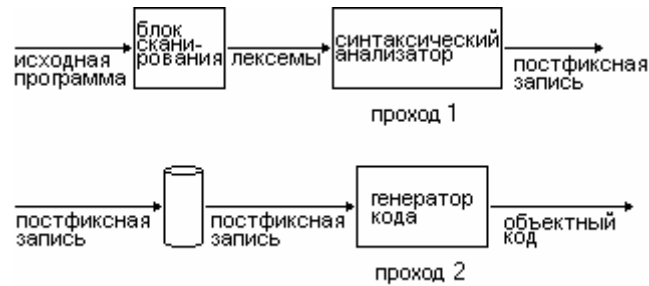 исходная
программа
блок
скани-
рования
лексемы
синтаксический
анализатор
постфиксная
запись
проход 1
постфиксная
запись
постфиксная
запись
генератор
кода
объектный
код
проход 2